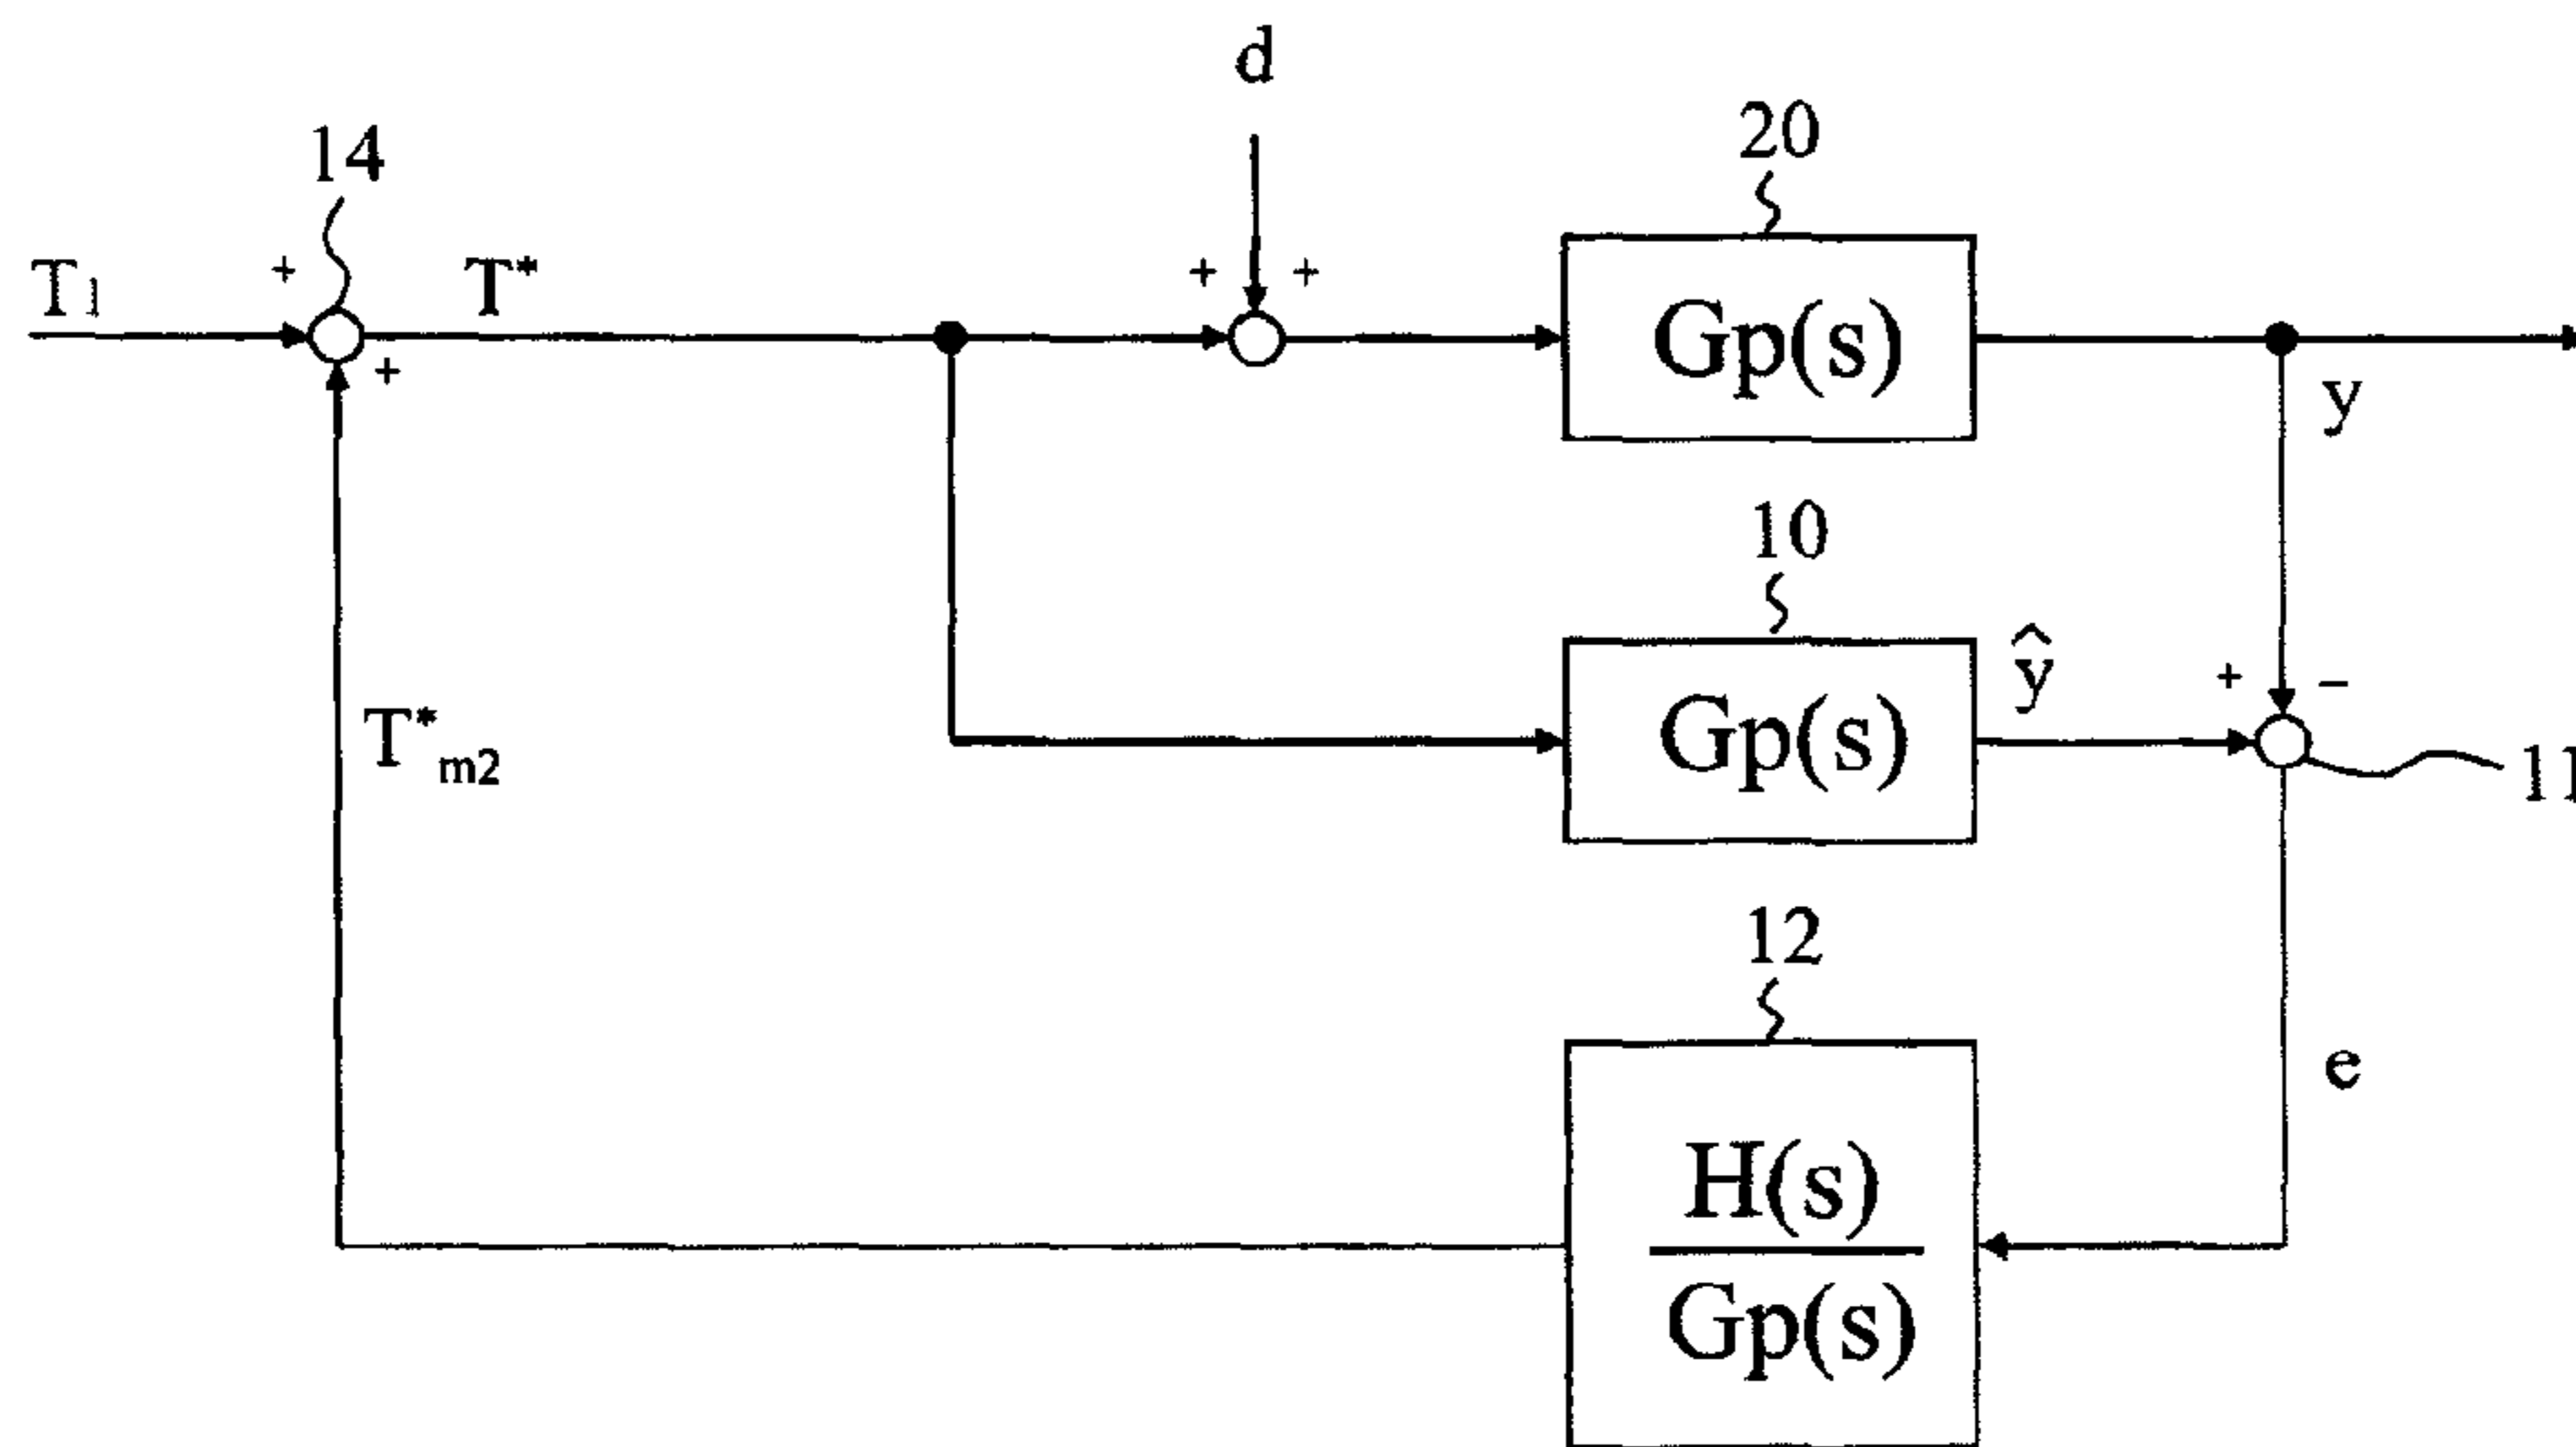 d
20
14
+
T1
T*
+
+
Gp(s)
+
y
10
ŷ
+
−
Gp(s)
T*m2
11
12
e
H(s)
Gp(s)